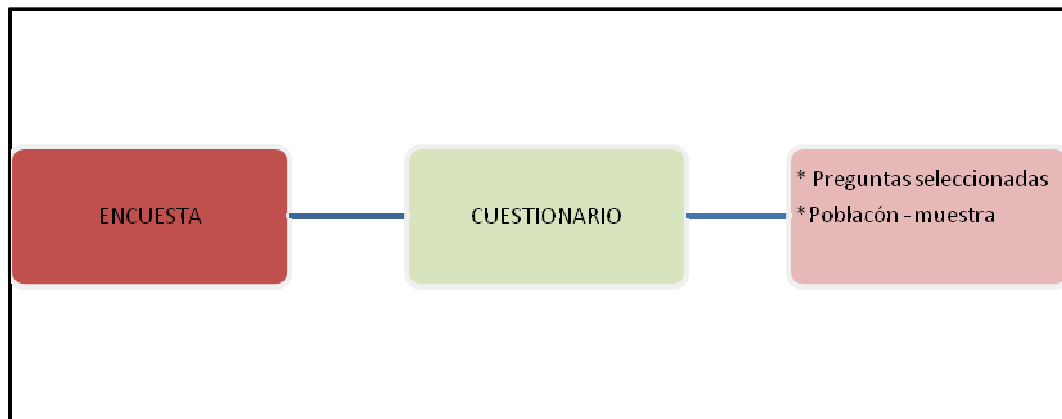 ENCUESTA
CUESTIONARIO
* Preguntas seleccionadas
* Poblacón - muestra